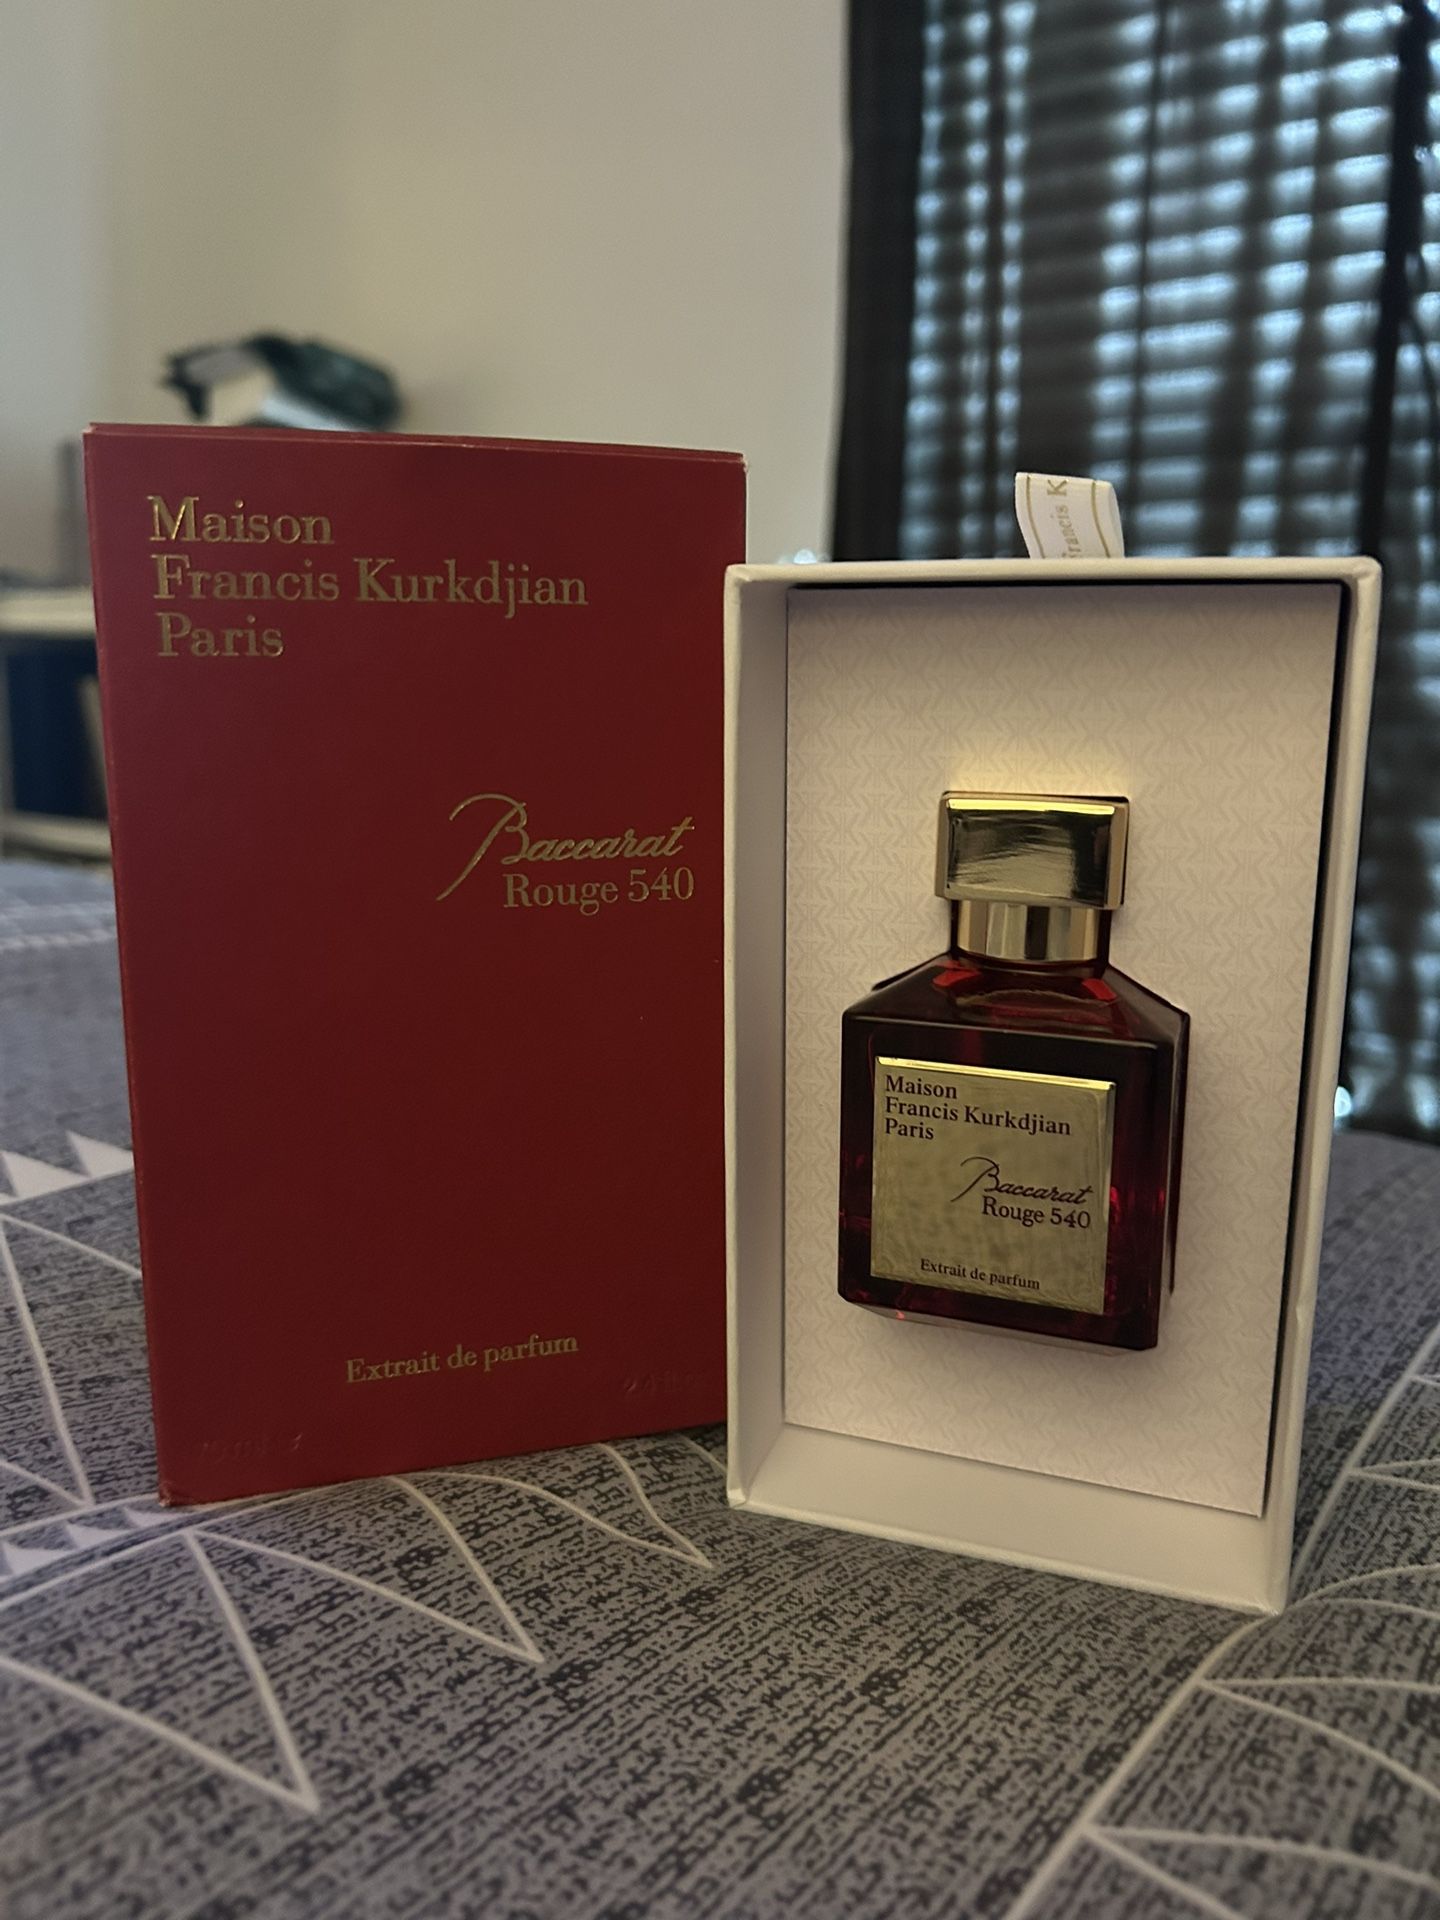 Maison
Francis Kurkdjian
Paris
Baccarat
Rouge 540
Extrait de parfum
Francis K
Maison
Francis Kurkdjian
Paris
Baccarat
Rouge 540
Extrait de parfum